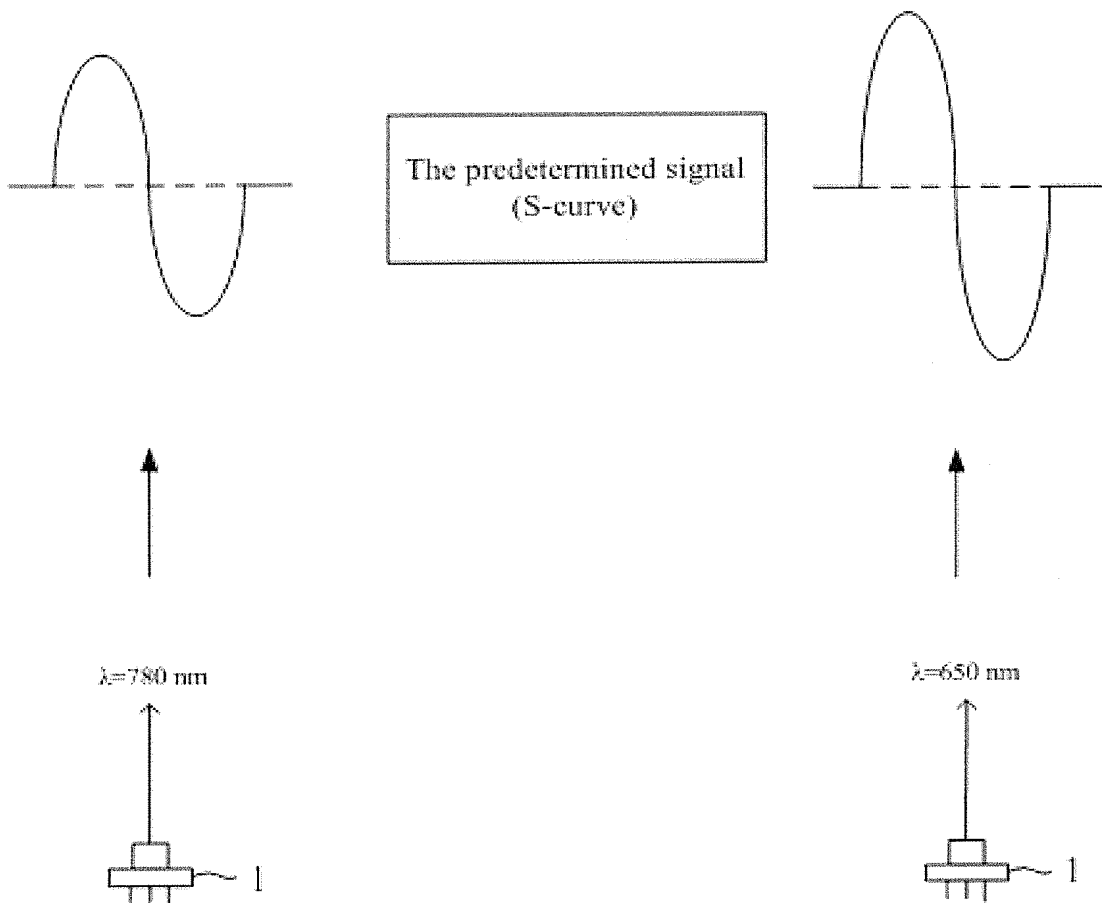 The predetermined signal
(S-curve)
λ=780 nm
λ=650 nm
1
1